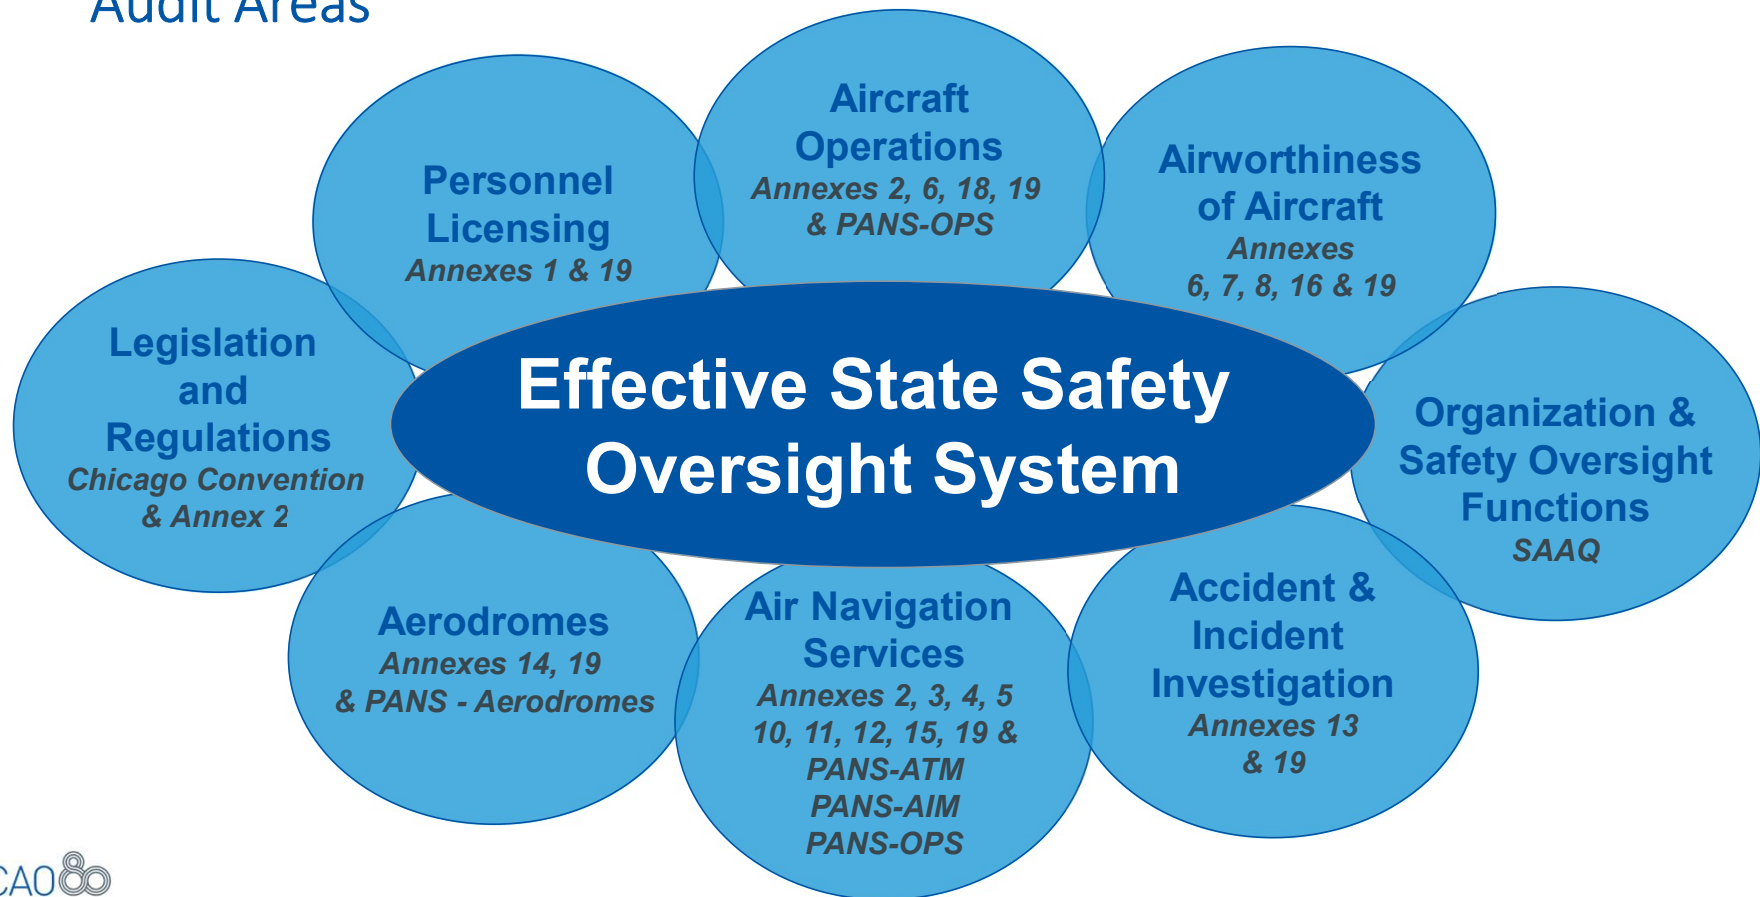 Audit Areas
Aircraft
Operations
Annexes 2, 6, 18, 19
& PANS-OPS
Personnel
Licensing
Annexes 1 & 19
Airworthiness
of Aircraft
Annexes
6, 7, 8, 16 & 19
Legislation
and
Regulations
Chicago Convention
& Annex 2
Effective State Safety
Oversight System
Organization &
Safety Oversight
Functions
SAAQ
Aerodromes
Annexes 14, 19
& PANS - Aerodromes
Air Navigation
Services
Annexes 2, 3, 4, 5
10, 11, 12, 15, 19 &
PANS-ATM
PANS-AIM
PANS-OPS
Accident &
Incident
Investigation
Annexes 13
& 19
CAO 80